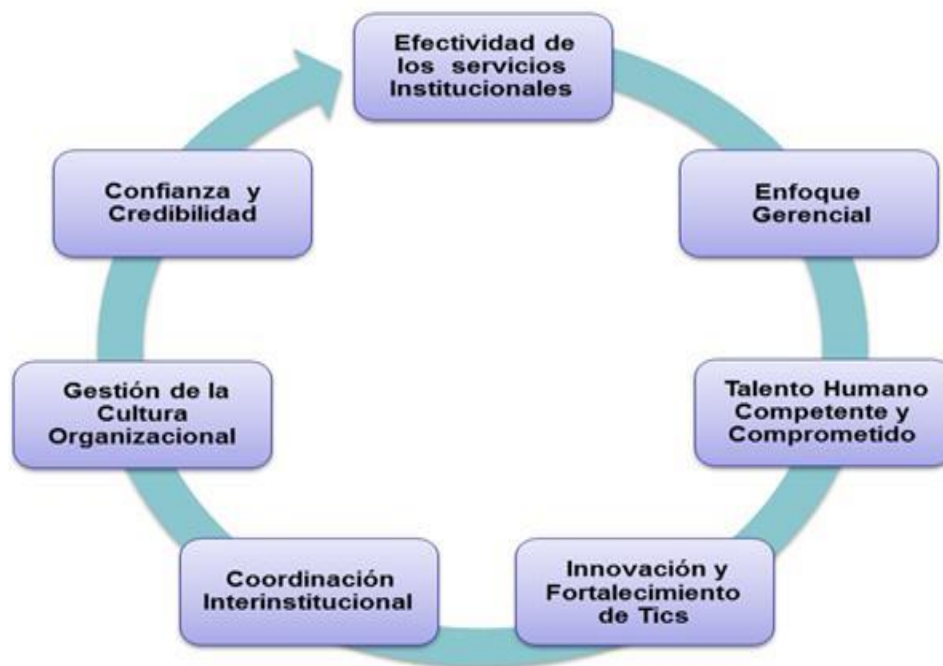 Efectividad de
los servicios
Institucionales
Enfoque
Gerencial
Talento Humano
Competente y
Comprometido
Innovación y
Fortalecimiento
de Tics
Coordinación
Interinstitucional
Gestión de la
Cultura
Organizacional
Confianza y
Credibilidad